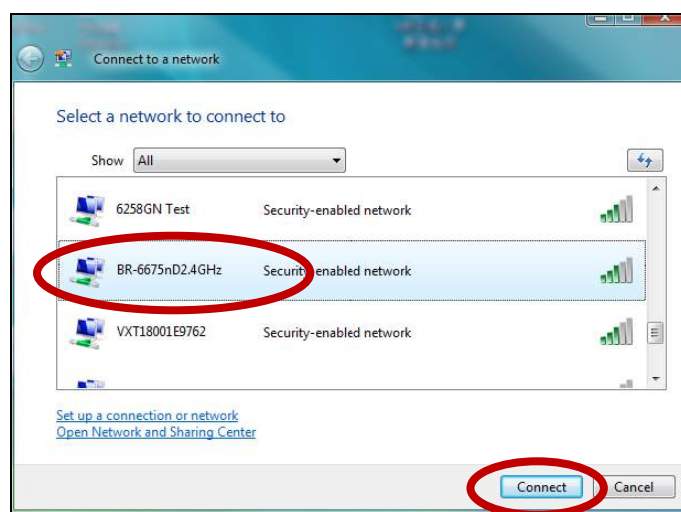 Connect to a network
Select a network to connect to
Show All
6258GN Test Security-enabled network
BR-6675nD2.4GHz Security-enabled network
VXT18001E9762 Security-enabled network
Set up a connection or network
Open Network and Sharing Center
Connect Cancel